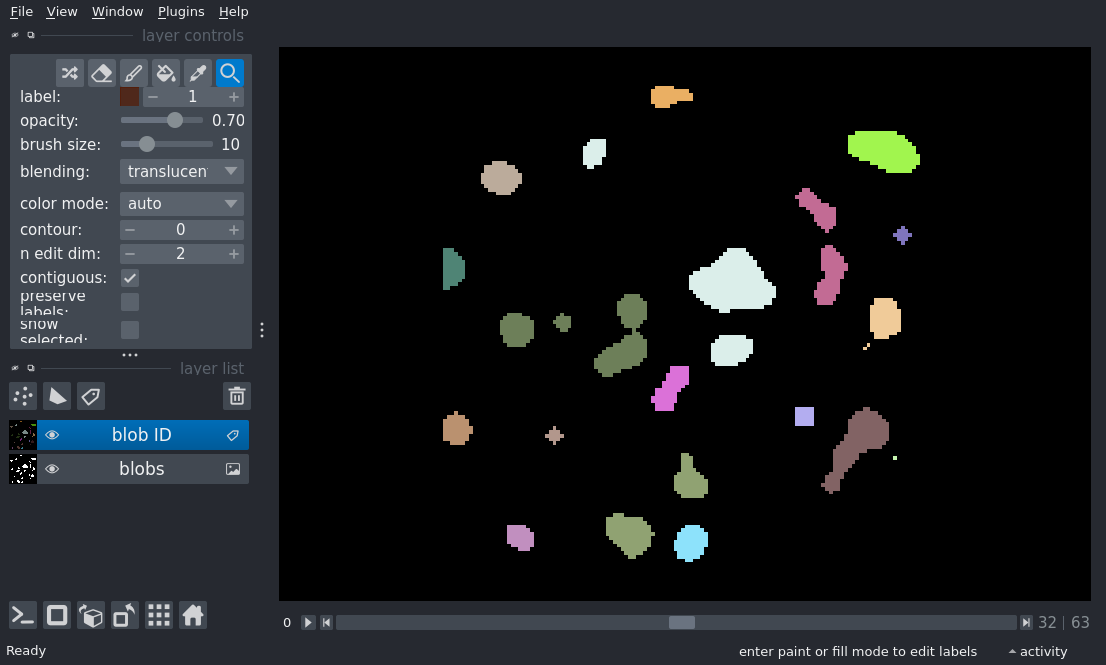 File View Window Plugins Help
layer controls
label: 1
opacity: 0.70
brush size: 10
blending: translucen
color mode: auto
contour: 0
n edit dim: 2
contiguous:
preserve
labels:
show
selected:
layer list
blob ID
blobs
0 32 | 63
Ready enter paint or fill mode to edit labels activity